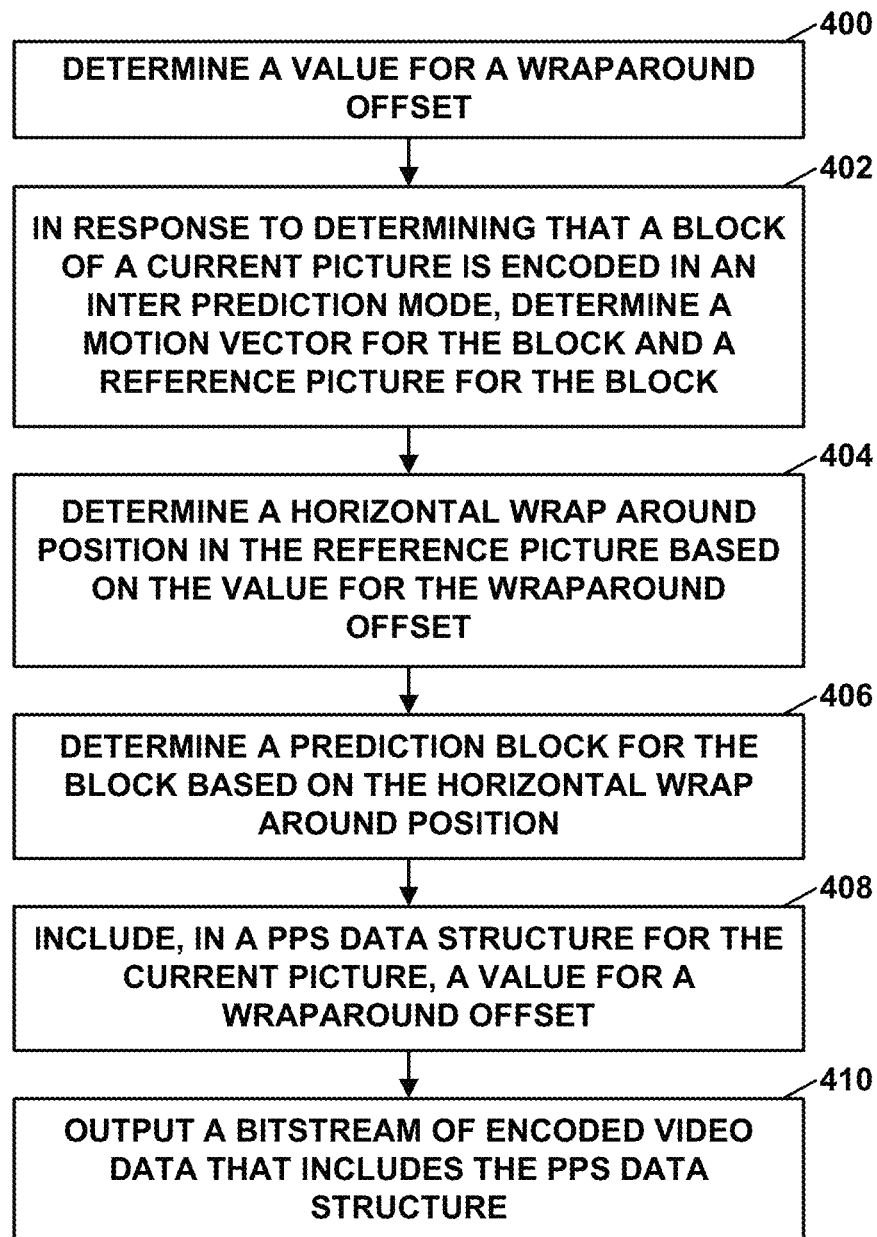 400
DETERMINE A VALUE FOR A WRAPAROUND
OFFSET
402
IN RESPONSE TO DETERMINING THAT A BLOCK
OF A CURRENT PICTURE IS ENCODED IN AN
INTER PREDICTION MODE, DETERMINE A
MOTION VECTOR FOR THE BLOCK AND A
REFERENCE PICTURE FOR THE BLOCK
404
DETERMINE A HORIZONTAL WRAP AROUND
POSITION IN THE REFERENCE PICTURE BASED
ON THE VALUE FOR THE WRAPAROUND
OFFSET
406
DETERMINE A PREDICTION BLOCK FOR THE
BLOCK BASED ON THE HORIZONTAL WRAP
AROUND POSITION
408
INCLUDE, IN A PPS DATA STRUCTURE FOR THE
CURRENT PICTURE, A VALUE FOR A
WRAPAROUND OFFSET
410
OUTPUT A BITSTREAM OF ENCODED VIDEO
DATA THAT INCLUDES THE PPS DATA
STRUCTURE